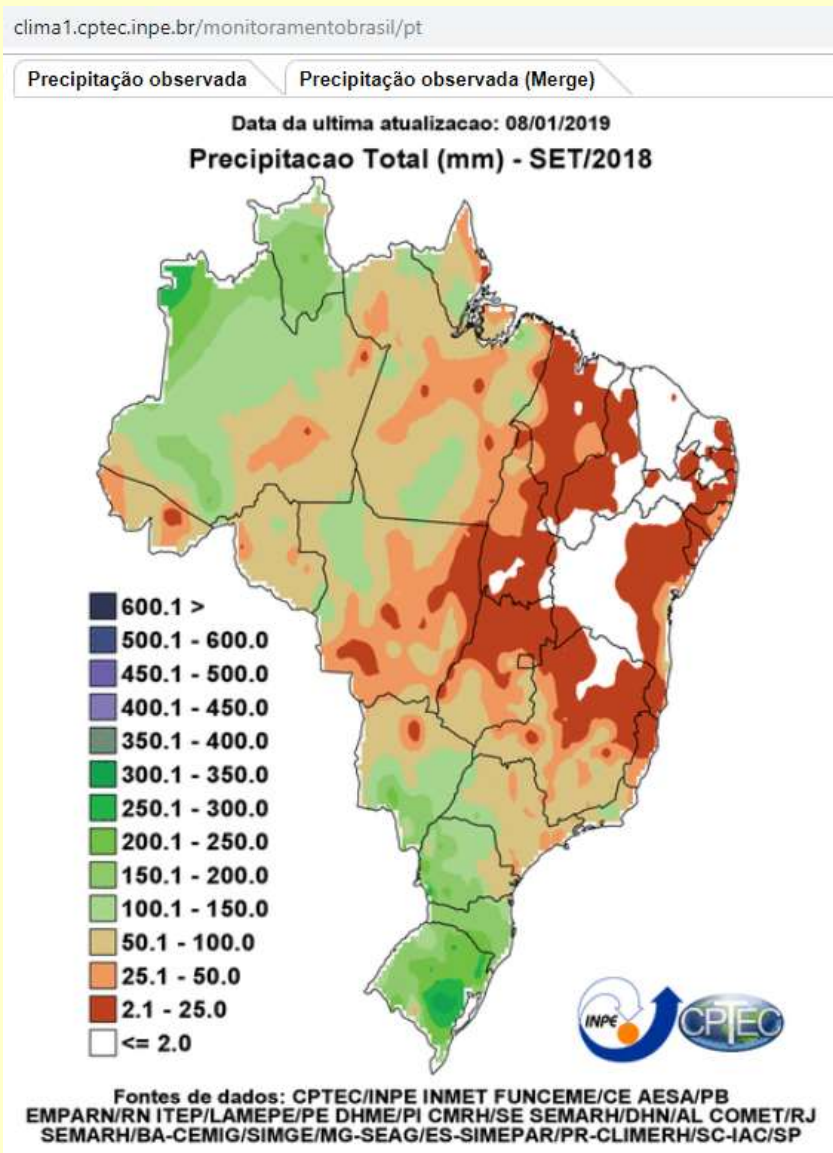 clima1.cptec.inpe.br/monitoramentobrasil/pt
Precipitação observada
Precipitação observada (Merge)
Data da ultima atualizacao: 08/01/2019
Precipitacao Total (mm) - SET/2018
600.1 >
500.1 - 600.0
450.1 - 500.0
400.1 - 450.0
350.1 - 400.0
300.1 - 350.0
250.1 - 300.0
200.1 - 250.0
150.1 - 200.0
100.1 - 150.0
50.1 - 100.0
25.1 - 50.0
2.1 - 25.0
<= 2.0
INPE
CPTEC
Fontes de dados: CPTEC/INPE INMET FUNCEME/CE AESA/PB
EMPARN/RN ITEP/LAMEPE/PE DHME/PI CMRH/SE SEMARH/DHN/AL COMET/RJ
SEMARH/BA-CEMIG/SIMGE/MG-SEAG/ES-SIMEPAR/PR-CLIMERH/SC-IAC/SP